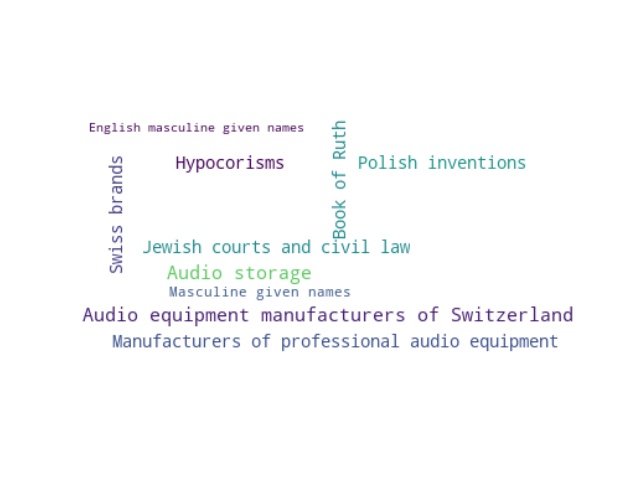 English masculine given names
Hypocorisms
Book of Ruth
Polish inventions
Swiss brands
Jewish courts and civil law
Audio storage
Masculine given names
Audio equipment manufacturers of Switzerland
Manufacturers of professional audio equipment